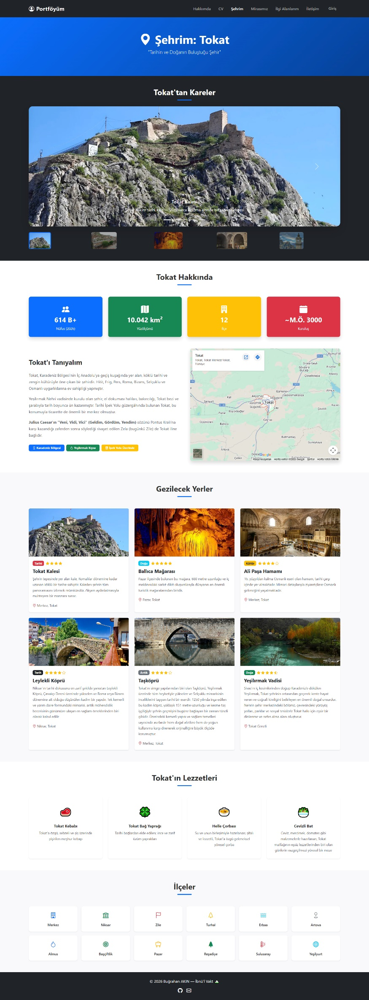 Portföyüm
Hakkımda CV Şehrim Mirasımız İlgi Alanlarım İletişim Giriş
Şehrim: Tokat
"Tarihin ve Doğanın Buluştuğu Şehir"
Tokat'tan Kareler
Tokat Kalesi
Şehre hakim tarihi kale — yüzyıllarca koruma altında bir şehrin simgesi
Tokat Hakkında
614 B+
Nüfus (2026)
10.042 km²
Yüzölçümü
12
İlçe
~M.Ö. 3000
Kuruluş
Tokat'ı Tanıyalım
Tokat, Karadeniz Bölgesi'nin İç Anadolu'ya geçiş kuşağında yer alan, köklü tarihi ve
zengin kültürüyle öne çıkan bir şehirdir. Hitit, Frig, Pers, Roma, Bizans, Selçuklu ve
Osmanlı uygarlıklarına ev sahipliği yapmıştır.
Yeşilırmak Nehri vadisinde kurulu olan şehir; el dokuması halıları, bakırcılığı, Tokat bezi ve
şarabıyla tarih boyunca ün kazanmıştır. Tarihi İpek Yolu güzergâhında bulunan Tokat, bu
konumuyla ticarette de önemli bir merkez olmuştur.
Julius Caesar'ın "Veni, Vidi, Vici" (Geldim, Gördüm, Yendim) sözünü Pontus Kralı'na
karşı kazandığı zaferden sonra söylediği rivayet edilen Zela (bugünkü Zile) de Tokat iline
bağlıdır.
Karadeniz Bölgesi Yeşilırmak Kıyısı İpek Yolu Üzerinde
Tokat
Tokat, Tokat Merkez/Tokat,
Türkiye
D850
Kumçiftlik
Ormanbeyli
Gökdere
Bucağı
Arıpınar
Çökelikkışla
Ataköy
D850
Gümenek
Almus
Kat
Akyamaç
Doğukent
Gaziosmanpaşa
Senyurt
Taşlıçiftlik
Güğümlü
Tokat
Kapıcı
D180
Pazar
Büyükbağlar
Çay
Çevreli
Üzümören
Geyras
Ballıca
Batmantaş
Güneykaya
Artova
Çelikli
Google
Klavye kısayolları Harita verileri ©2026 Google Şartlar Harita hatası bildirin
Gezilecek Yerler
Tarihi
Tokat Kalesi
Şehrin tepesinde yer alan kale, Romalılar dönemine kadar
uzanan köklü bir tarihe sahiptir. Kaleden şehrin tüm
panoramasını izlemek mümkündür. Akşam aydınlatmasıyla
muhteşem bir manzara sunar.
Merkez, Tokat
Doğa
Ballıca Mağarası
Pazar ilçesinde bulunan bu mağara, 680 metre uzunluğu ve iç
mekânındaki sarkıt dikit oluşumlarıyla dünyanın en önemli
turistik mağaralarından biridir.
Pazar, Tokat
Kültür
Ali Paşa Hamamı
16. yüzyıldan kalma Osmanlı eseri olan hamam, tarihi çarşı
içinde yer almaktadır. Mimari detaylarıyla ziyaretçilere Osmanlı
geleneğini yaşatmaktadır.
Merkez, Tokat
Tarih
Leylekli Köprü
Niksar'ın tarihi dokusunu en zarif şekilde yansıtan Leylekli
Köprü, Çanakçı Deresi üzerinde yükselen ve Roma veya Bizans
dönemine ait olduğu düşünülen kadim bir yapıdır. Tek kemerli
ve yarım daire formundaki mimarisi, antik mühendislik
becerisinin günümüze ulaşan en sağlam örneklerinden biri
olarak kabul edilir
Niksar, Tokat
Antik
Taşköprü
Tokat'ın simge yapılarından biri olan Taşköprü, Yeşilırmak
üzerinde tüm heybetiyle yükselen ve Selçuklu mimarisinin
inceliklerini taşıyan tarihi bir eserdir. 1250 yılında inşa edilen
bu kadim köprü, yaklaşık 151 metre uzunluğu ve kesme taş
işçiliğiyle şehrin geçmişini bugüne bağlayan bir zaman tüneli
gibidir. Üzerindeki kemerli yapısı ve sağlam temelleri
sayesinde asırlardır hem doğal afetlere hem de yoğun
kullanıma karşı direnerek orijinalliğini büyük ölçüde
korumuştur.
Merkez, Tokat
Doğa
Yeşilırmak Vadisi
Sivas'ın iç kesimlerinden doğup Karadeniz'e dökülen
Yeşilırmak, Tokat şehrinin ortasından geçerek kente hayat
veren ve coğrafi kimliğini belirleyen en önemli doğal unsurdur.
Nehrin şehir merkezindeki bölümü, çevresindeki yürüyüş
yolları, parklar ve sosyal tesislerle Tokat halkı için eşsiz bir
dinlenme ve nefes alma alanı oluşturur.
Tokat Geneli
Tokat'ın Lezzetleri
Tokat Kebabı
Tokat'a özgü, sebzeli ve şiş üzerinde
pişirilen meşhur kebap
Tokat Bağ Yaprağı
Tarihi bağlardan elde edilen; ince ve zarif
üzüm yaprakları
Helle Çorbası
Su ve unun birleşimiyle hazırlanan; şifalı
ve lezzetli, Tokat'a özgü geleneksel
yöresel çorba
Cevizli Bat
Ceviz, mercimek, domates gibi
malzemelerle hazırlanan, Tokat
mutfağının eşsiz lezzetlerinden biri olan
günlerin vazgeçilmezi yöresel bir meze
İlçeler
Merkez Niksar Zile Turhal Erbaa Artova
Almus Başçiftlik Pazar Reşadiye Sulusaray Yeşilyurt
© 2026 Buğrahan AKIN — İbnü'l Vakt